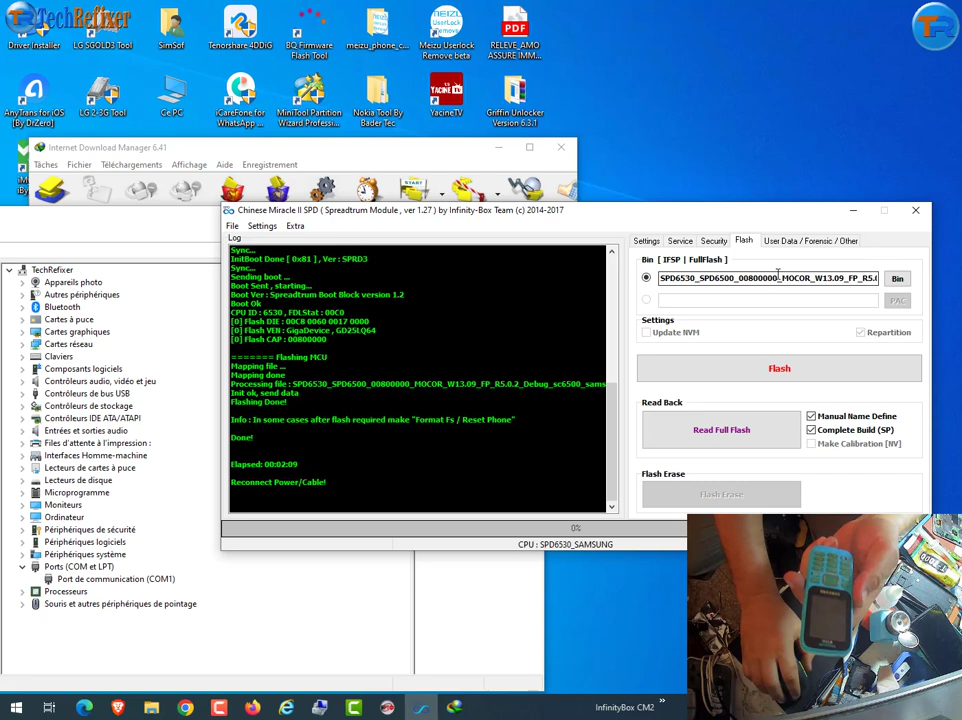 TechRefixer
Driver Installer
LG SGOLD3 Tool
SimSof
Tenorshare 4DDiG
BQ Firmware
Flash Tool
meizu_phone_c...
MEIZU
UserLock
Remove
Meizu Userlock
Remove beta
PDF
RELEVE_AMO
ASSURE IMM...
TR
AnyTrans for iOS
[By DrZero]
LG 2-3G Tool
Ce PC
iCareFone for
WhatsApp ...
MiniTool Partition
Wizard Professi...
Nokia Tool By
Bader Tec
YACINE TV
YacineTV
Griffin Unlocker
Version 6.3.1
Internet Download Manager 6.41
Tâches Fichier Téléchargements Affichage Aide Enregistrement
START
Chinese Miracle II SPD ( Spreadtrum Module , ver 1.27 ) by Infinity-Box Team (c) 2014-2017
File Settings Extra
Log
Sync...
InitBoot Done [ 0x81 ] , Ver : SPRD3
Sync...
Sending boot ...
Boot Sent , starting...
Boot Ver : Spreadtrum Boot Block version 1.2
Boot Ok
CPU ID : 6530 , FDLStat : 00C0
[0] Flash DIE : 00C8 0060 0017 0000
[0] Flash VEN : GigaDevice , GD25LQ64
[0] Flash CAP : 00800000
======= Flashing MCU
Mapping file ...
Mapping done
Processing file : SPD6530_SPD6500_00800000_MOCOR_W13.09_FP_R5.0.2_Debug_sc6500_sams
Init ok, send data
Flashing Done!
Info : In some cases after flash required make "Format Fs / Reset Phone"
Done!
Elapsed: 00:02:09
Reconnect Power/Cable!
0%
CPU : SPD6530_SAMSUNG
Settings Service Security Flash User Data / Forensic / Other
Bin [ IFSP | FullFlash ]
SPD6530_SPD6500_00800000_MOCOR_W13.09_FP_R5.0
Bin
PAC
Settings
Update NVM
Repartition
Flash
Read Back
Read Full Flash
Manual Name Define
Complete Build (SP)
Make Calibration [NV]
Flash Erase
Flash Erase
TechRefixer
Appareils photo
Autres périphériques
Bluetooth
Cartes à puce
Cartes graphiques
Cartes réseau
Claviers
Composants logiciels
Contrôleurs audio, vidéo et jeu
Contrôleurs de bus USB
Contrôleurs de stockage
Contrôleurs IDE ATA/ATAPI
Entrées et sorties audio
Files d'attente à l'impression :
Interfaces Homme-machine
Lecteurs de cartes à puce
Lecteurs de disque
Microprogramme
Moniteurs
Ordinateur
Périphériques de sécurité
Périphériques logiciels
Périphériques système
Ports (COM et LPT)
Port de communication (COM1)
Processeurs
Souris et autres périphériques de pointage
InfinityBox CM2